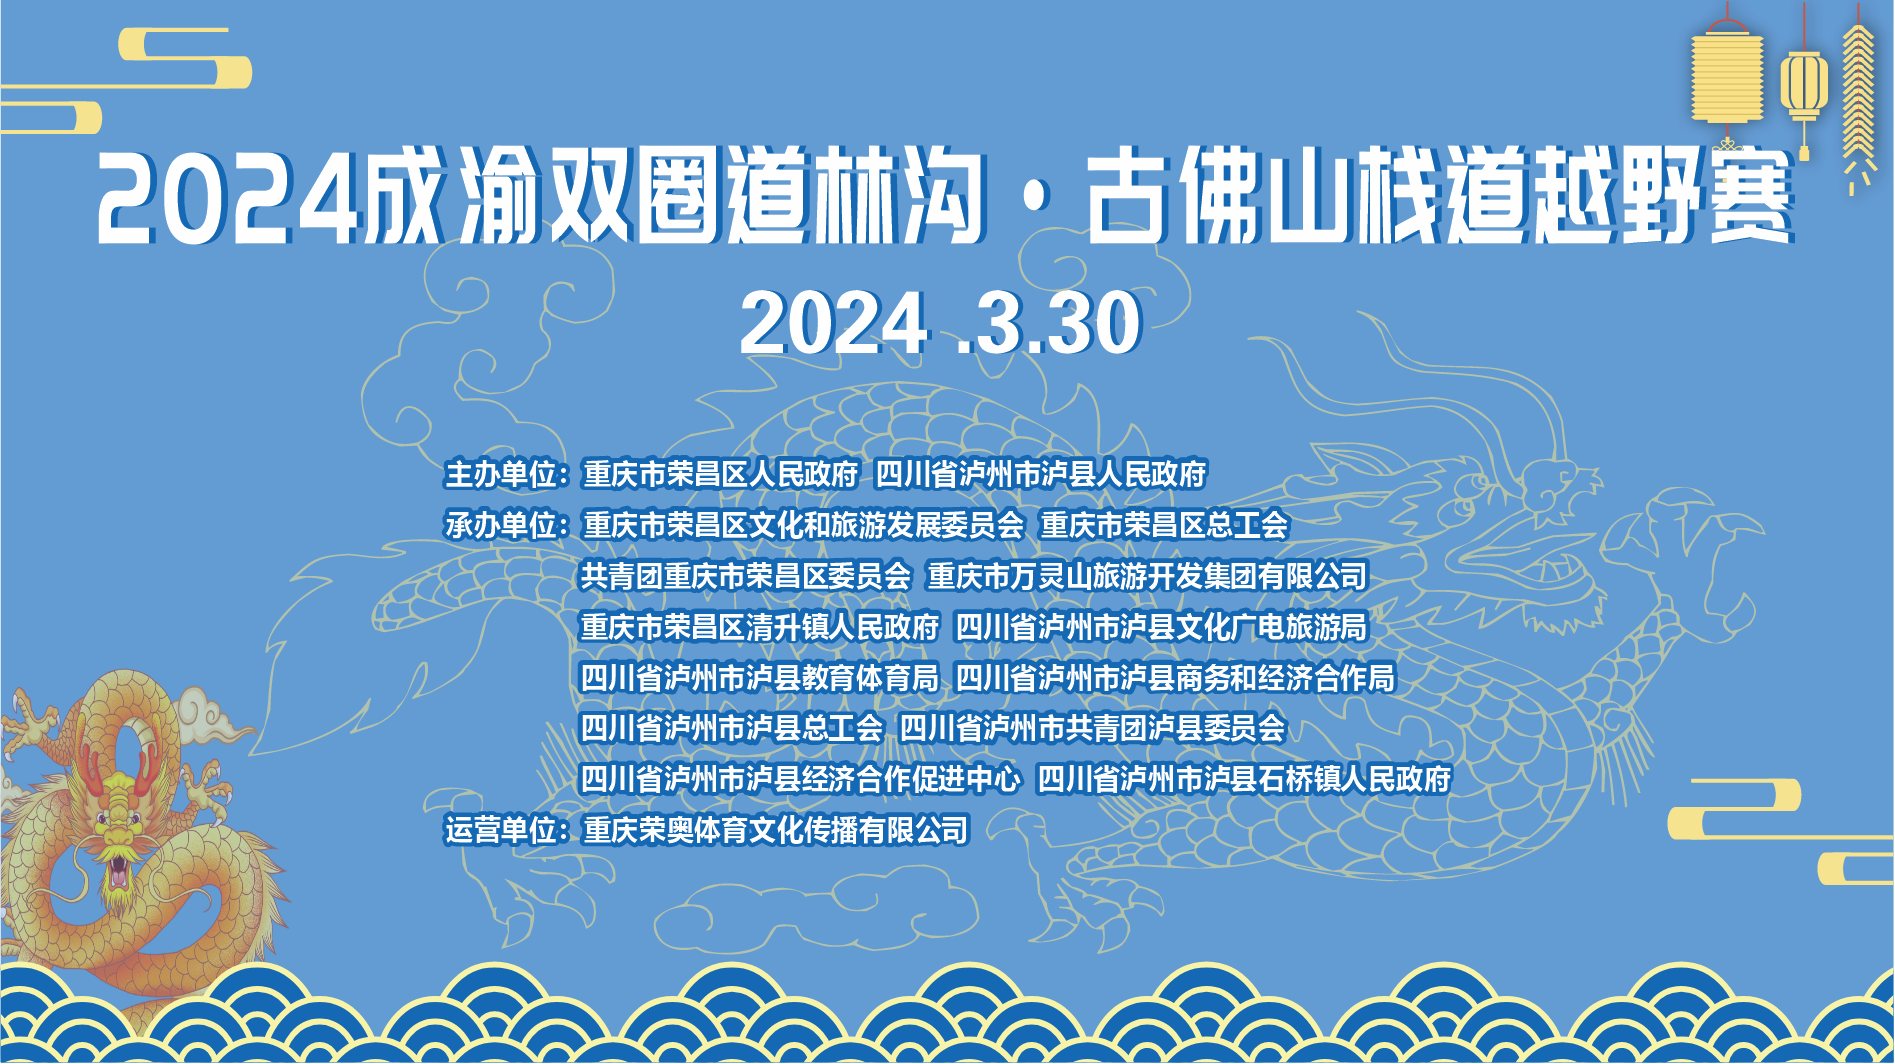 2024成渝双圈道林沟·古佛山栈道越野赛
2024 .3.30
主办单位：重庆市荣昌区人民政府 四川省泸州市泸县人民政府
承办单位：重庆市荣昌区文化和旅游发展委员会 重庆市荣昌区总工会
共青团重庆市荣昌区委员会 重庆市万灵山旅游开发集团有限公司
重庆市荣昌区清升镇人民政府 四川省泸州市泸县文化广电旅游局
四川省泸州市泸县教育体育局 四川省泸州市泸县商务和经济合作局
四川省泸州市泸县总工会 四川省泸州市共青团泸县委员会
四川省泸州市泸县经济合作促进中心 四川省泸州市泸县石桥镇人民政府
运营单位：重庆荣奥体育文化传播有限公司